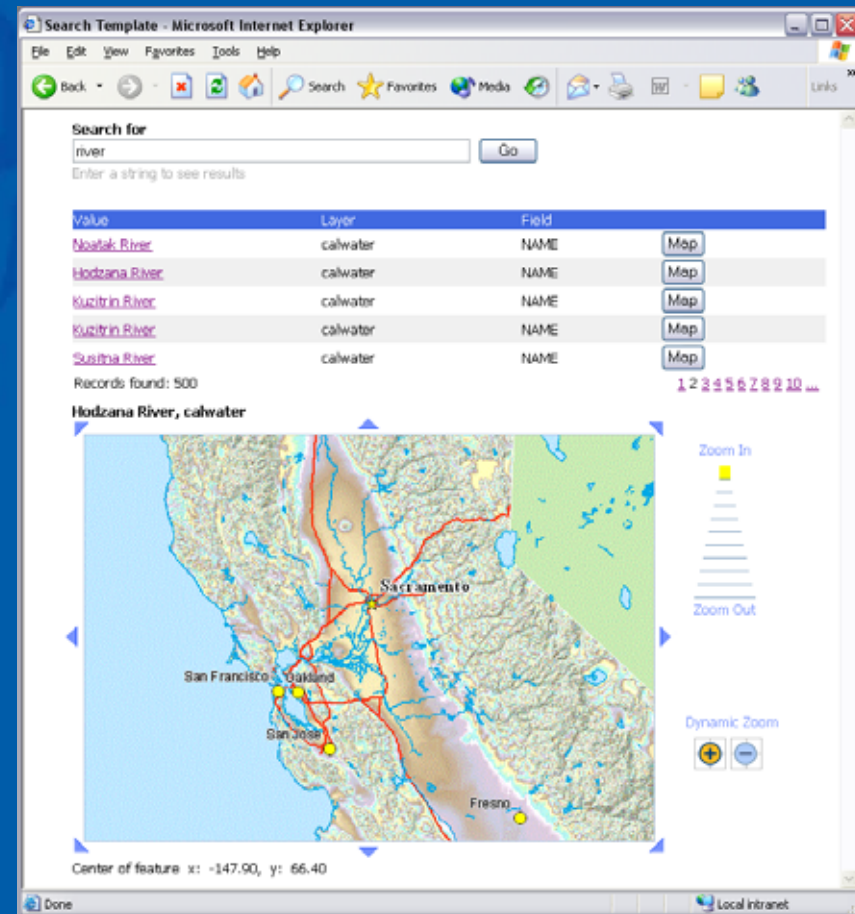 Search Template - Microsoft Internet Explorer
File Edit View Favorites Tools Help
Back Search Favorites Media Links
Search for
river Go
Enter a string to see results
Value Layer Field
Noatak River calwater NAME Map
Hodzana River calwater NAME Map
Kuzitrin River calwater NAME Map
Kuzitrin River calwater NAME Map
Susitna River calwater NAME Map
Records found: 500 1 2 3 4 5 6 7 8 9 10 ...
Hodzana River, calwater
Zoom In
Sacramento
Zoom Out
San Francisco Oakland
San Jose
Dynamic Zoom
Fresno
Center of feature x: -147.90, y: 66.40
Done Local intranet